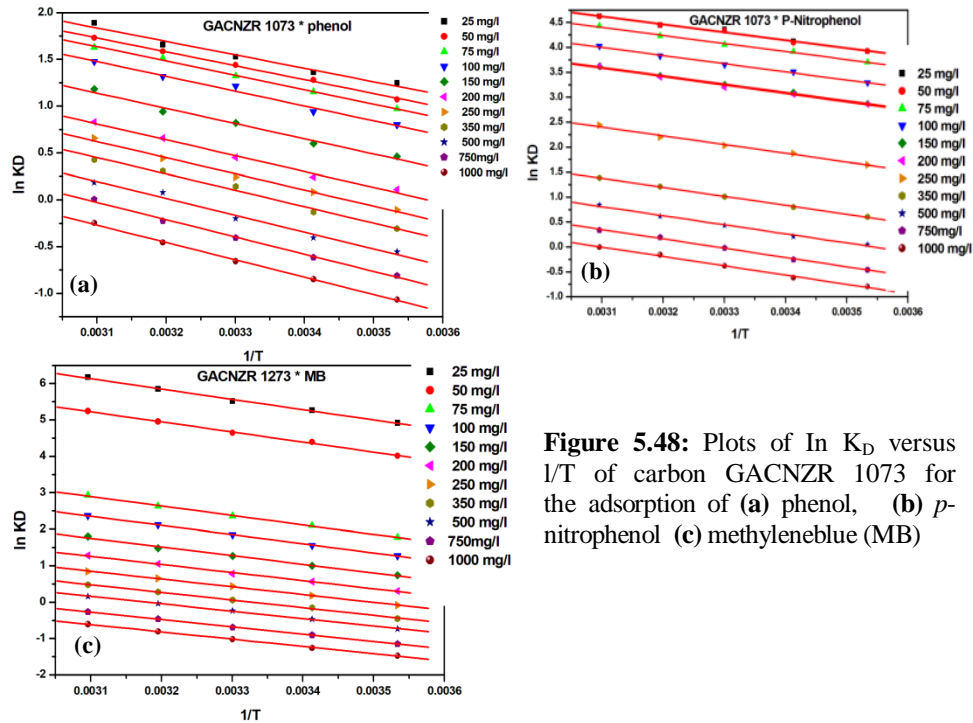 GACNZR 1073 * phenol
ln KD
2.0
1.5
1.0
0.5
0.0
-0.5
-1.0
0.0031
0.0032
0.0033
0.0034
0.0035
0.0036
1/T
(a)
25 mg/l
50 mg/l
75 mg/l
100 mg/l
150 mg/l
200 mg/l
250 mg/l
350 mg/l
500 mg/l
750mg/l
1000 mg/l
GACNZR 1073 * P-Nitrophenol
ln KD
4.5
4.0
3.5
3.0
2.5
2.0
1.5
1.0
0.5
0.0
-0.5
-1.0
0.0031
0.0032
0.0033
0.0034
0.0035
0.0036
1/T
(b)
25 mg/l
50 mg/l
75 mg/l
100 mg/l
150 mg/l
200 mg/l
250 mg/l
350 mg/l
500 mg/l
750mg/l
1000 mg/l
GACNZR 1273 * MB
ln KD
6
5
4
3
2
1
0
-1
-2
0.0031
0.0032
0.0033
0.0034
0.0035
0.0036
1/T
(c)
25 mg/l
50 mg/l
75 mg/l
100 mg/l
150 mg/l
200 mg/l
250 mg/l
350 mg/l
500 mg/l
750mg/l
1000 mg/l
Figure 5.48: Plots of In K_D versus
l/T of carbon GACNZR 1073 for
the adsorption of (a) phenol, (b) p-
nitrophenol (c) methyleneblue (MB)